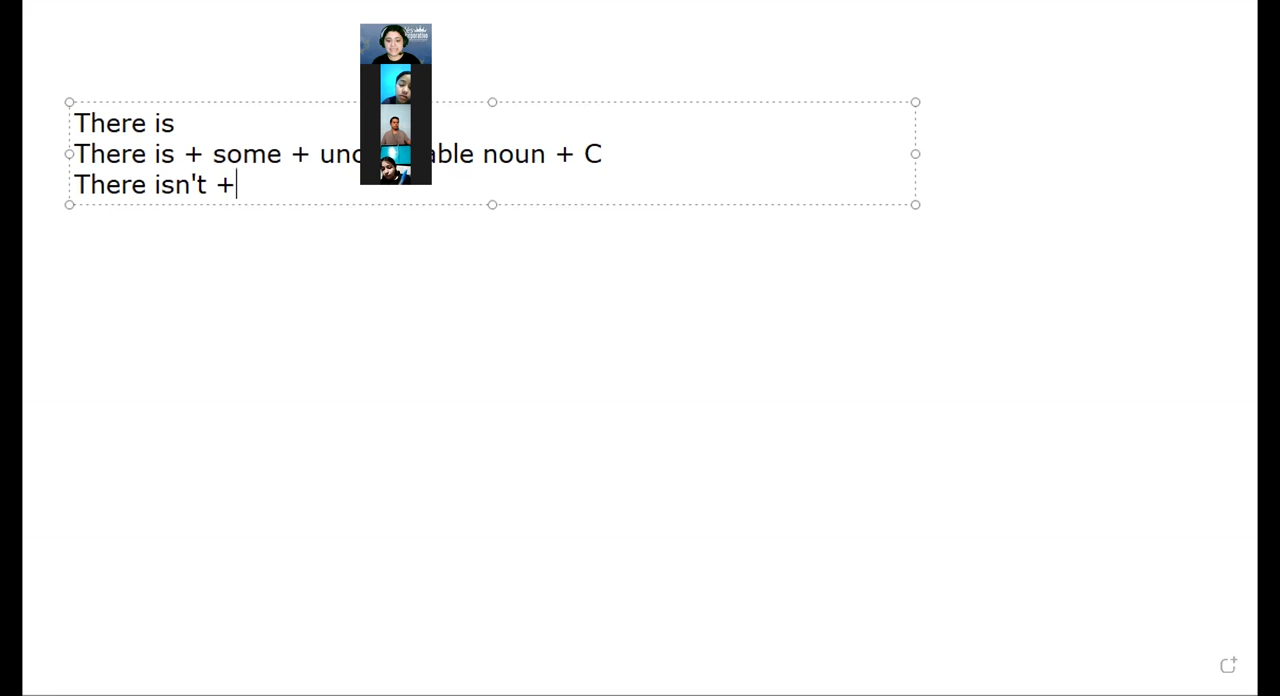 There is
There is + some + noun + C
There isn't +